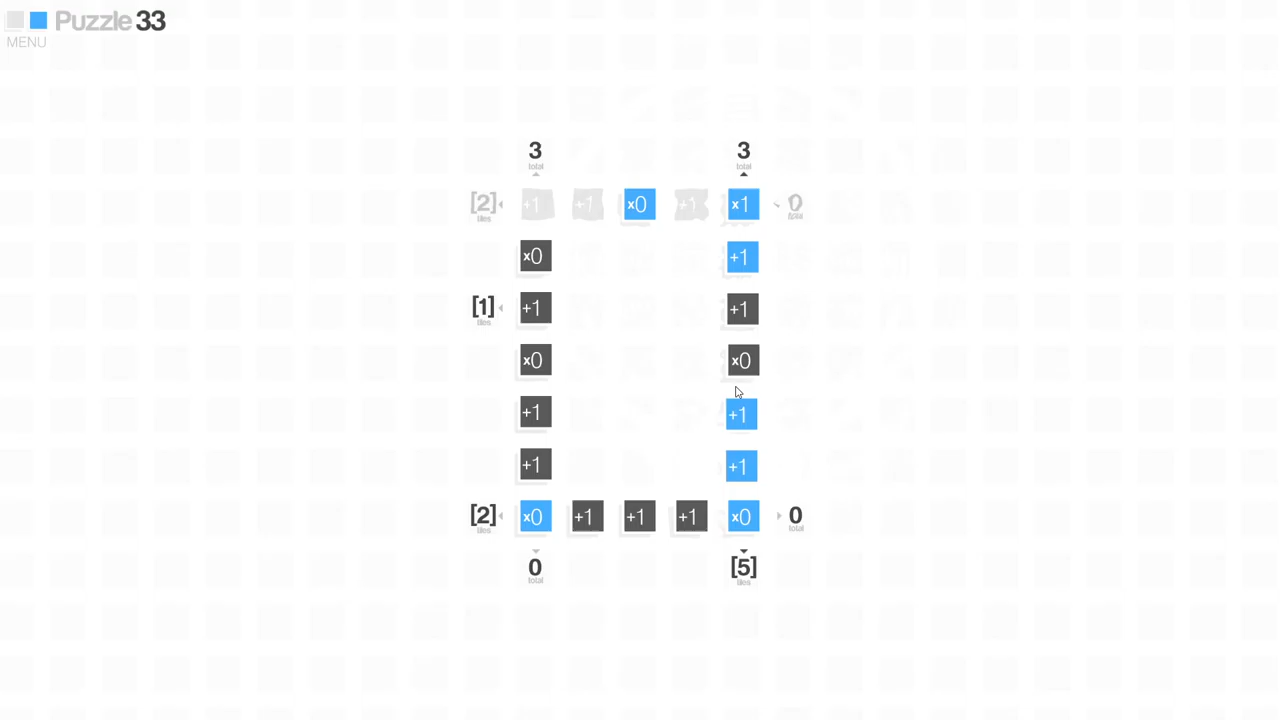 Puzzle 33
MENU
3 3
total total
[2] +1 +1 x0 +1 x1 0
tiles total
x0 +1
[1] +1 +1
tiles
x0 x0
+1 +1
+1 +1
[2] x0 +1 +1 +1 x0 0
tiles total
0 [5]
total tiles